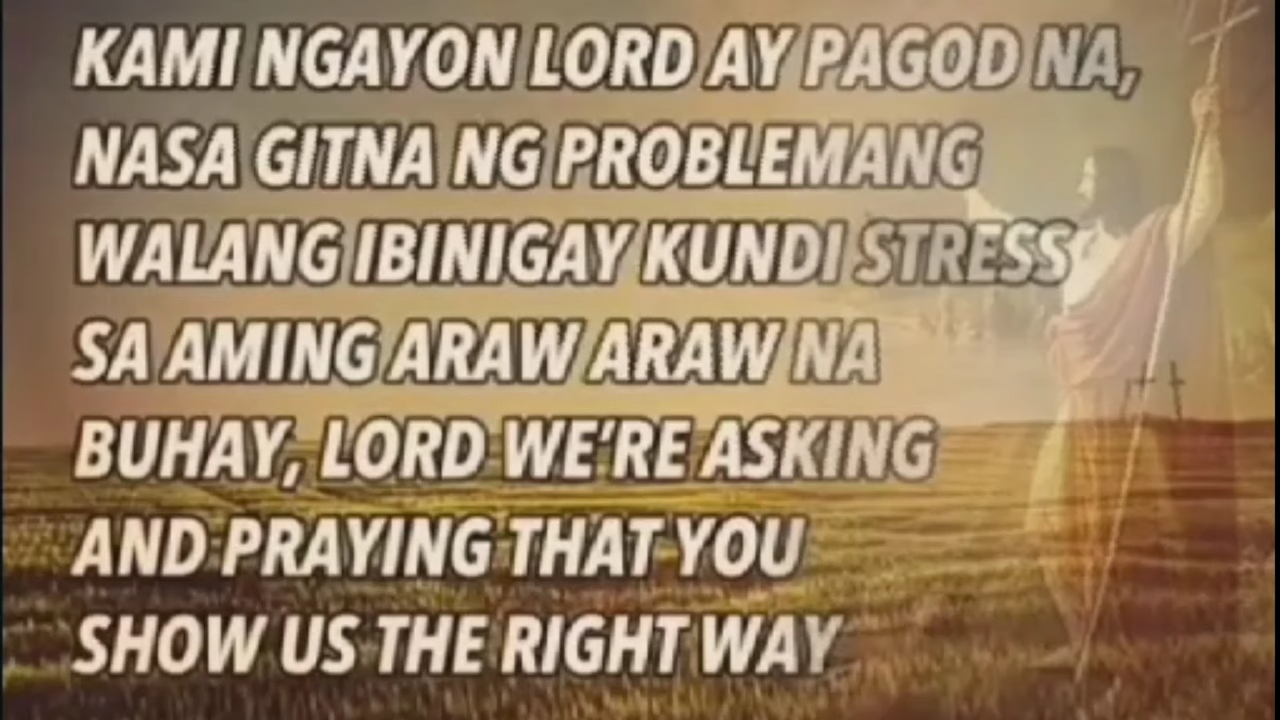 KAMI NGAYON LORD AY PAGOD NA,
NASA GITNA NG PROBLEMANG
WALANG IBINIGAY KUNDI STRESS
SA AMING ARAW ARAW NA
BUHAY, LORD WE'RE ASKING
AND PRAYING THAT YOU
SHOW US THE RIGHT WAY